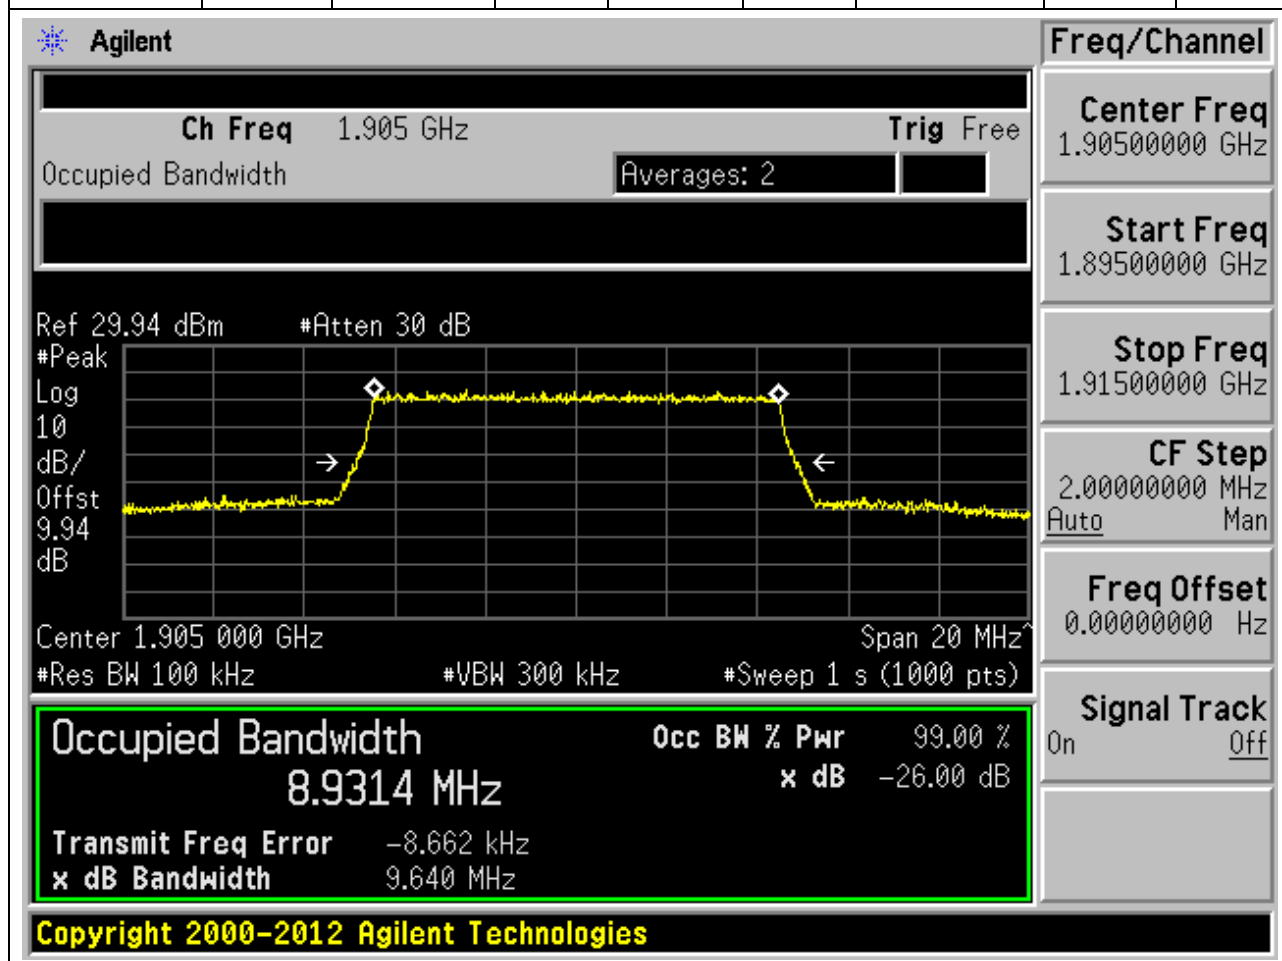 Agilent
Freq/Channel
Ch Freq 1.905 GHz Trig Free
Occupied Bandwidth Averages: 2
Center Freq
1.90500000 GHz
Start Freq
1.89500000 GHz
Stop Freq
1.91500000 GHz
CF Step
2.00000000 MHz
Auto Man
Freq Offset
0.00000000 Hz
Signal Track
On Off
Ref 29.94 dBm #Atten 30 dB
#Peak
Log
10
dB/
Offst
9.94
dB
Center 1.905 000 GHz Span 20 MHz^
#Res BW 100 kHz #VBW 300 kHz #Sweep 1 s (1000 pts)
Occupied Bandwidth Occ BW % Pwr 99.00 %
8.9314 MHz x dB -26.00 dB
Transmit Freq Error -8.662 kHz
x dB Bandwidth 9.640 MHz
Copyright 2000-2012 Agilent Technologies